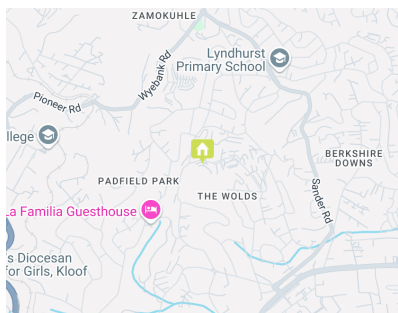 ZAMOKUHLE
Lyndhurst
Primary School
Wyebank Rd
Pioneer Rd
ollege
BERKSHIRE
DOWNS
PADFIELD PARK
THE WOLDS
Sander Rd
La Familia Guesthouse
s Diocesan
for Girls, Kloof